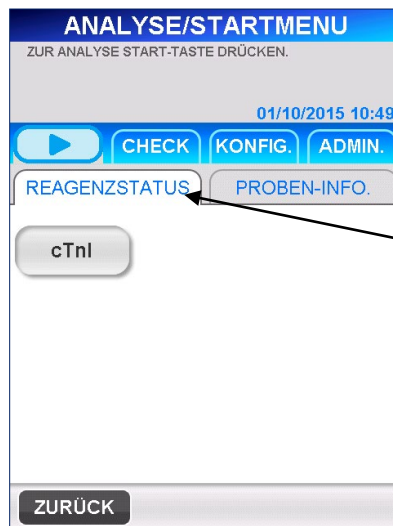 ANALYSE/STARTMENU
ZUR ANALYSE START-TASTE DRÜCKEN.
01/10/2015 10:49
CHECK KONFIG. ADMIN.
REAGENZSTATUS PROBEN-INFO.
cTnI
ZURÜCK